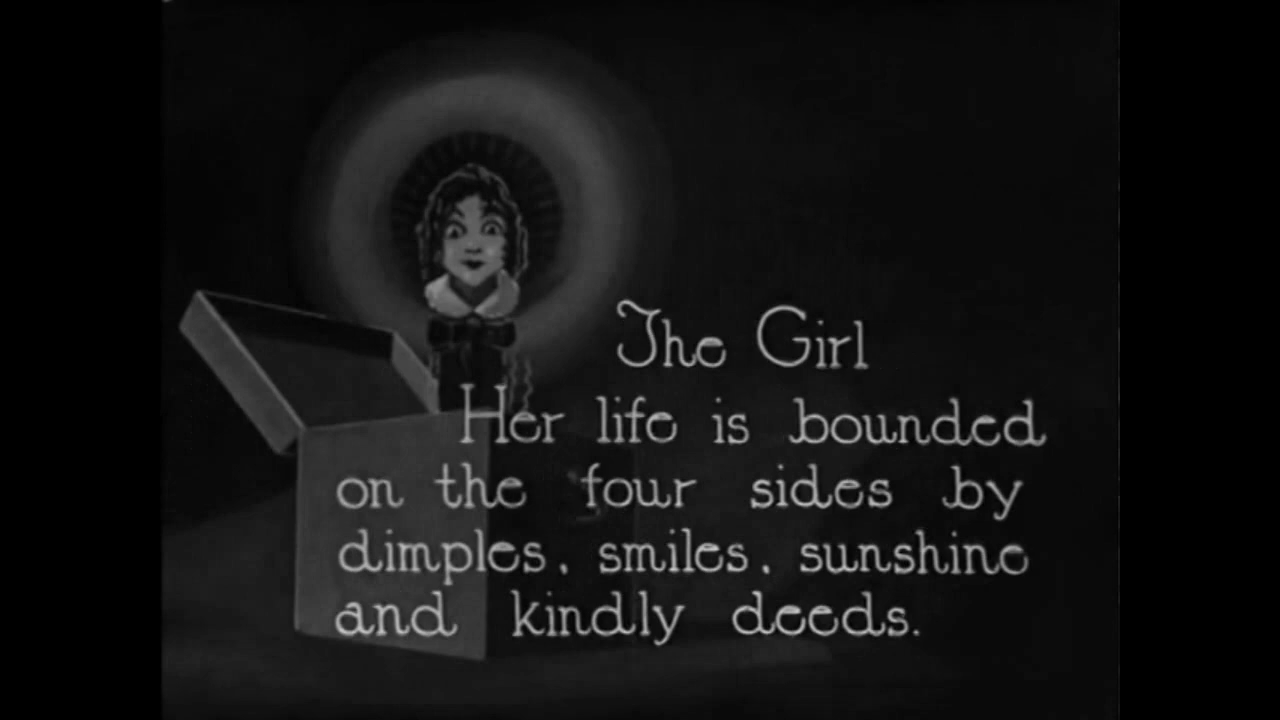 The Girl
Her life is bounded
on the four sides by
dimples, smiles, sunshine
and kindly deeds.